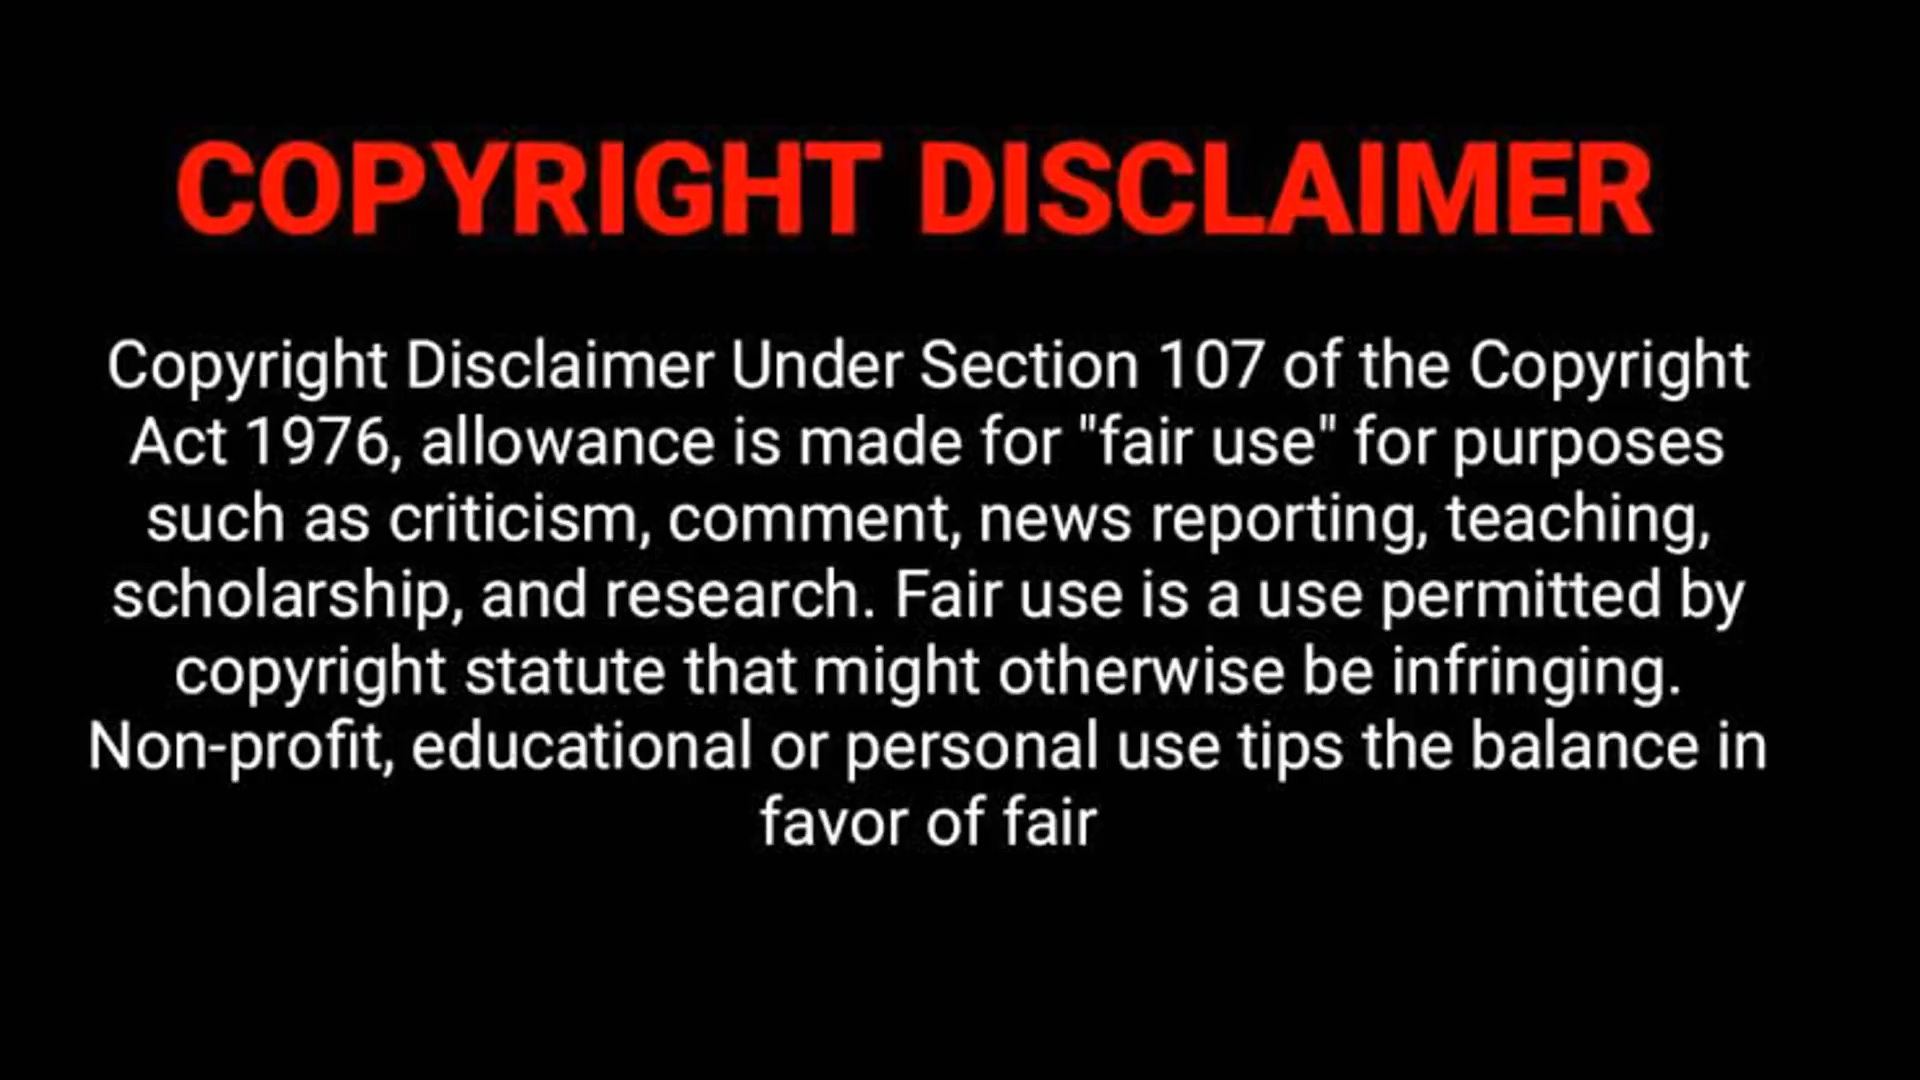 COPYRIGHT DISCLAIMER
Copyright Disclaimer Under Section 107 of the Copyright
Act 1976, allowance is made for "fair use" for purposes
such as criticism, comment, news reporting, teaching,
scholarship, and research. Fair use is a use permitted by
copyright statute that might otherwise be infringing.
Non-profit, educational or personal use tips the balance in
favor of fair